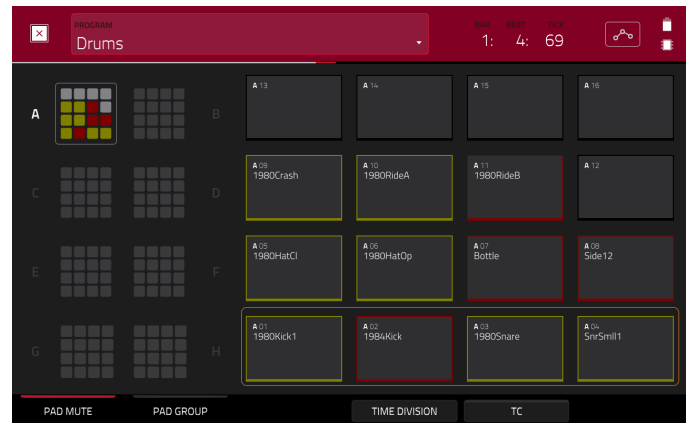 PROGRAM
Drums
BAR BEAT TICK
1: 4: 69
A 13
A 14
A 15
A 16
A
B
A 09
1980Crash
A 10
1980RideA
A 11
1980RideB
A 12
C
D
A 05
1980HatCl
A 06
1980HatOp
A 07
Bottle
A 08
Side12
E
F
A 01
1980Kick1
A 02
1984Kick
A 03
1980Snare
A 04
SnrSmll1
G
H
PAD MUTE
PAD GROUP
TIME DIVISION
TC